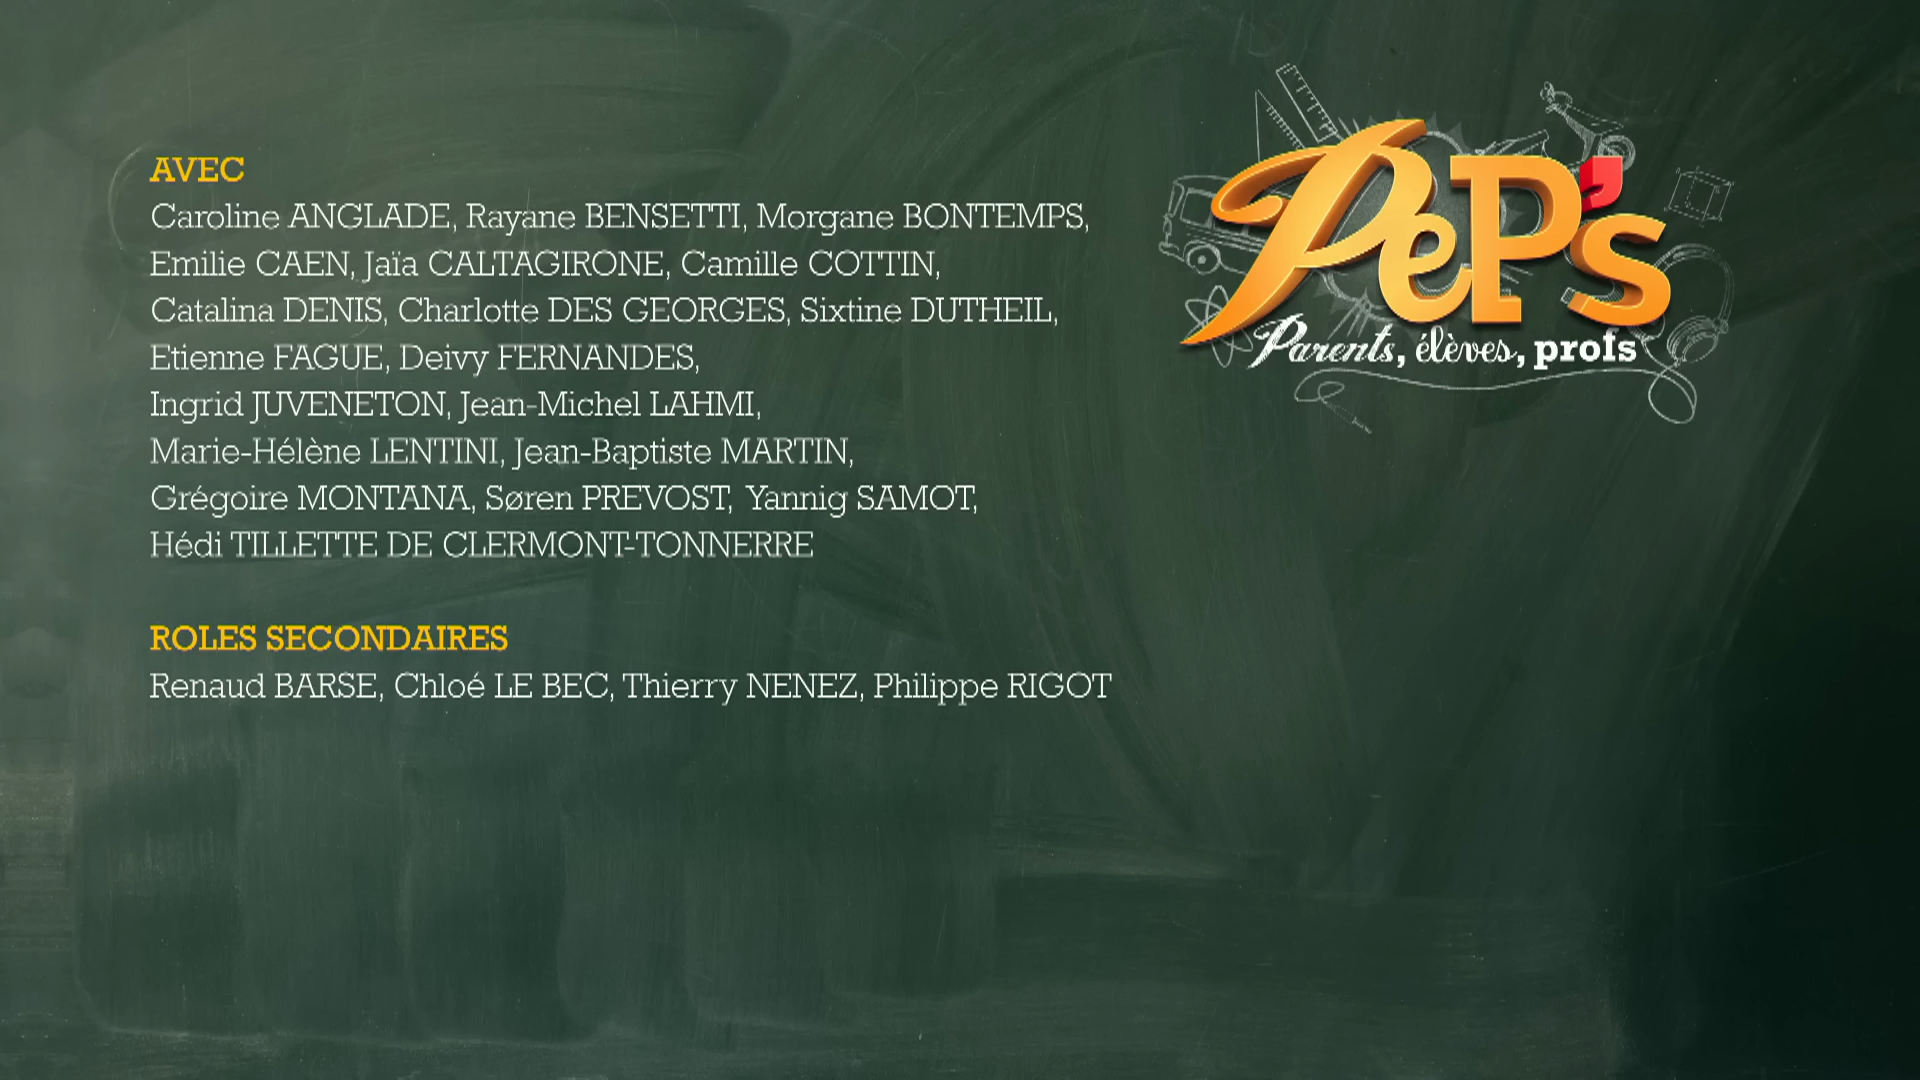 AVEC
Caroline ANGLADE, Rayane BENSETTI, Morgane BONTEMPS,
Emilie CAEN, Jaïa CALTAGIRONE, Camille COTTIN,
Catalina DENIS, Charlotte DES GEORGES, Sixtine DUTHEIL,
Etienne FAGUE, Deivy FERNANDES,
Ingrid JUVENETON, Jean-Michel LAHMI,
Marie-Hélène LENTINI, Jean-Baptiste MARTIN,
Grégoire MONTANA, Søren PREVOST, Yannig SAMOT,
Hédi TILLETTE DE CLERMONT-TONNERRE
ROLES SECONDAIRES
Renaud BARSE, Chloé LE BEC, Thierry NENEZ, Philippe RIGOT
PeP's
Parents, élèves, profs